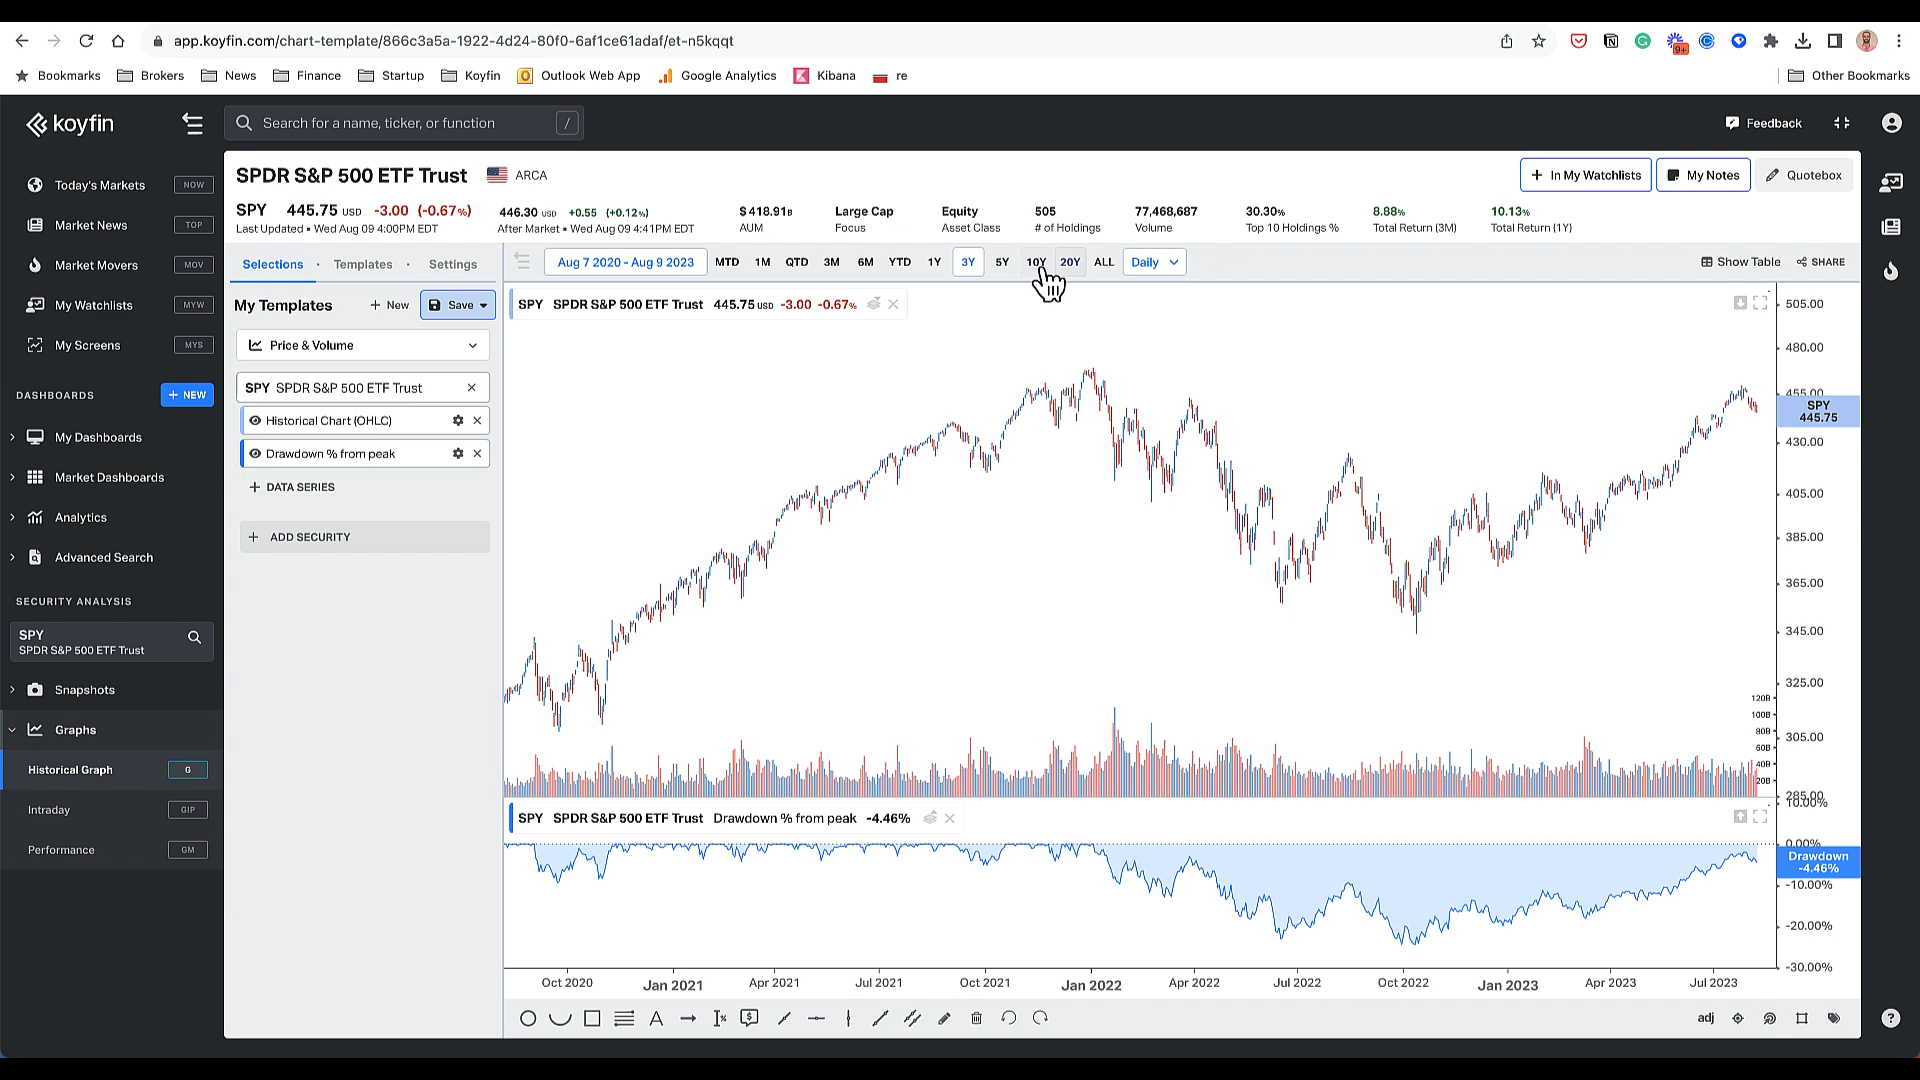 app.koyfin.com/chart-template/866c3a5a-1922-4d24-80f0-6af1ce61adaf/et-n5kqqt
9+
Bookmarks Brokers News Finance Startup Koyfin Outlook Web App Google Analytics Kibana re Other Bookmarks
koyfin
Search for a name, ticker, or function /
Feedback
Today's Markets NOW
Market News TOP
Market Movers MOV
My Watchlists MYW
My Screens MYS
DASHBOARDS + NEW
My Dashboards
Market Dashboards
Analytics
Advanced Search
SECURITY ANALYSIS
SPY
SPDR S&P 500 ETF Trust
Snapshots
Graphs
Historical Graph G
Intraday GIP
Performance GM
SPDR S&P 500 ETF Trust ARCA
+ In My Watchlists My Notes Quotebox
SPY 445.75 USD -3.00 (-0.67%) 446.30 USD +0.55 (+0.12%) $ 418.91B Large Cap Equity 505 77,468,687 30.30% 8.88% 10.13%
Last Updated • Wed Aug 09 4:00PM EDT After Market • Wed Aug 09 4:41PM EDT AUM Focus Asset Class # of Holdings Volume Top 10 Holdings % Total Return (3M) Total Return (1Y)
Selections · Templates · Settings
Aug 7 2020 - Aug 9 2023 MTD 1M QTD 3M 6M YTD 1Y 3Y 5Y 10Y 20Y ALL Daily Show Table SHARE
My Templates + New Save
Price & Volume
SPY SPDR S&P 500 ETF Trust
Historical Chart (OHLC)
Drawdown % from peak
+ DATA SERIES
+ ADD SECURITY
SPY SPDR S&P 500 ETF Trust 445.75 USD -3.00 -0.67%
505.00
480.00
455.00
SPY
445.75
430.00
405.00
385.00
365.00
345.00
325.00
120B
100B
80B
305.00
60B
40B
20B
285.00
SPY SPDR S&P 500 ETF Trust Drawdown % from peak -4.46%
10.00%
0.00%
Drawdown
-4.46%
-10.00%
-20.00%
-30.00%
Oct 2020 Jan 2021 Apr 2021 Jul 2021 Oct 2021 Jan 2022 Apr 2022 Jul 2022 Oct 2022 Jan 2023 Apr 2023 Jul 2023
A adj ?